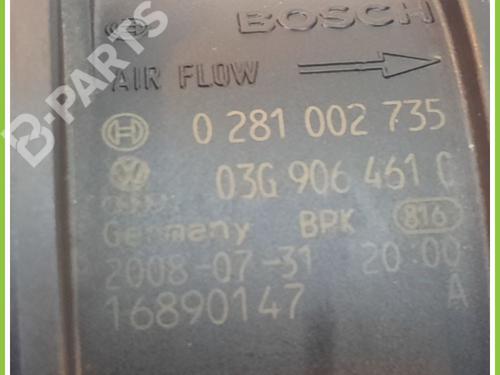 BOSCH
B-PARTS
AIR FLOW
0 281 002 735
03G 906 461 C
Germany BPK 816
2008-07-31 20:00
16890147 A